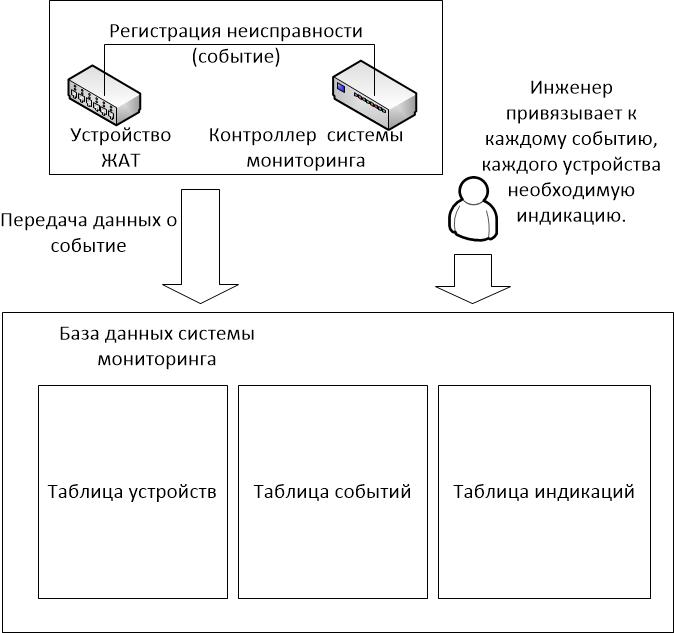 Регистрация неисправности
(событие)
Устройство
ЖАТ
Контроллер системы
мониторинга
Инженер
привязывает к
каждому событию,
каждого устройства
необходимую
индикацию.
Передача данных о
событие
База данных системы
мониторинга
Таблица устройств
Таблица событий
Таблица индикаций